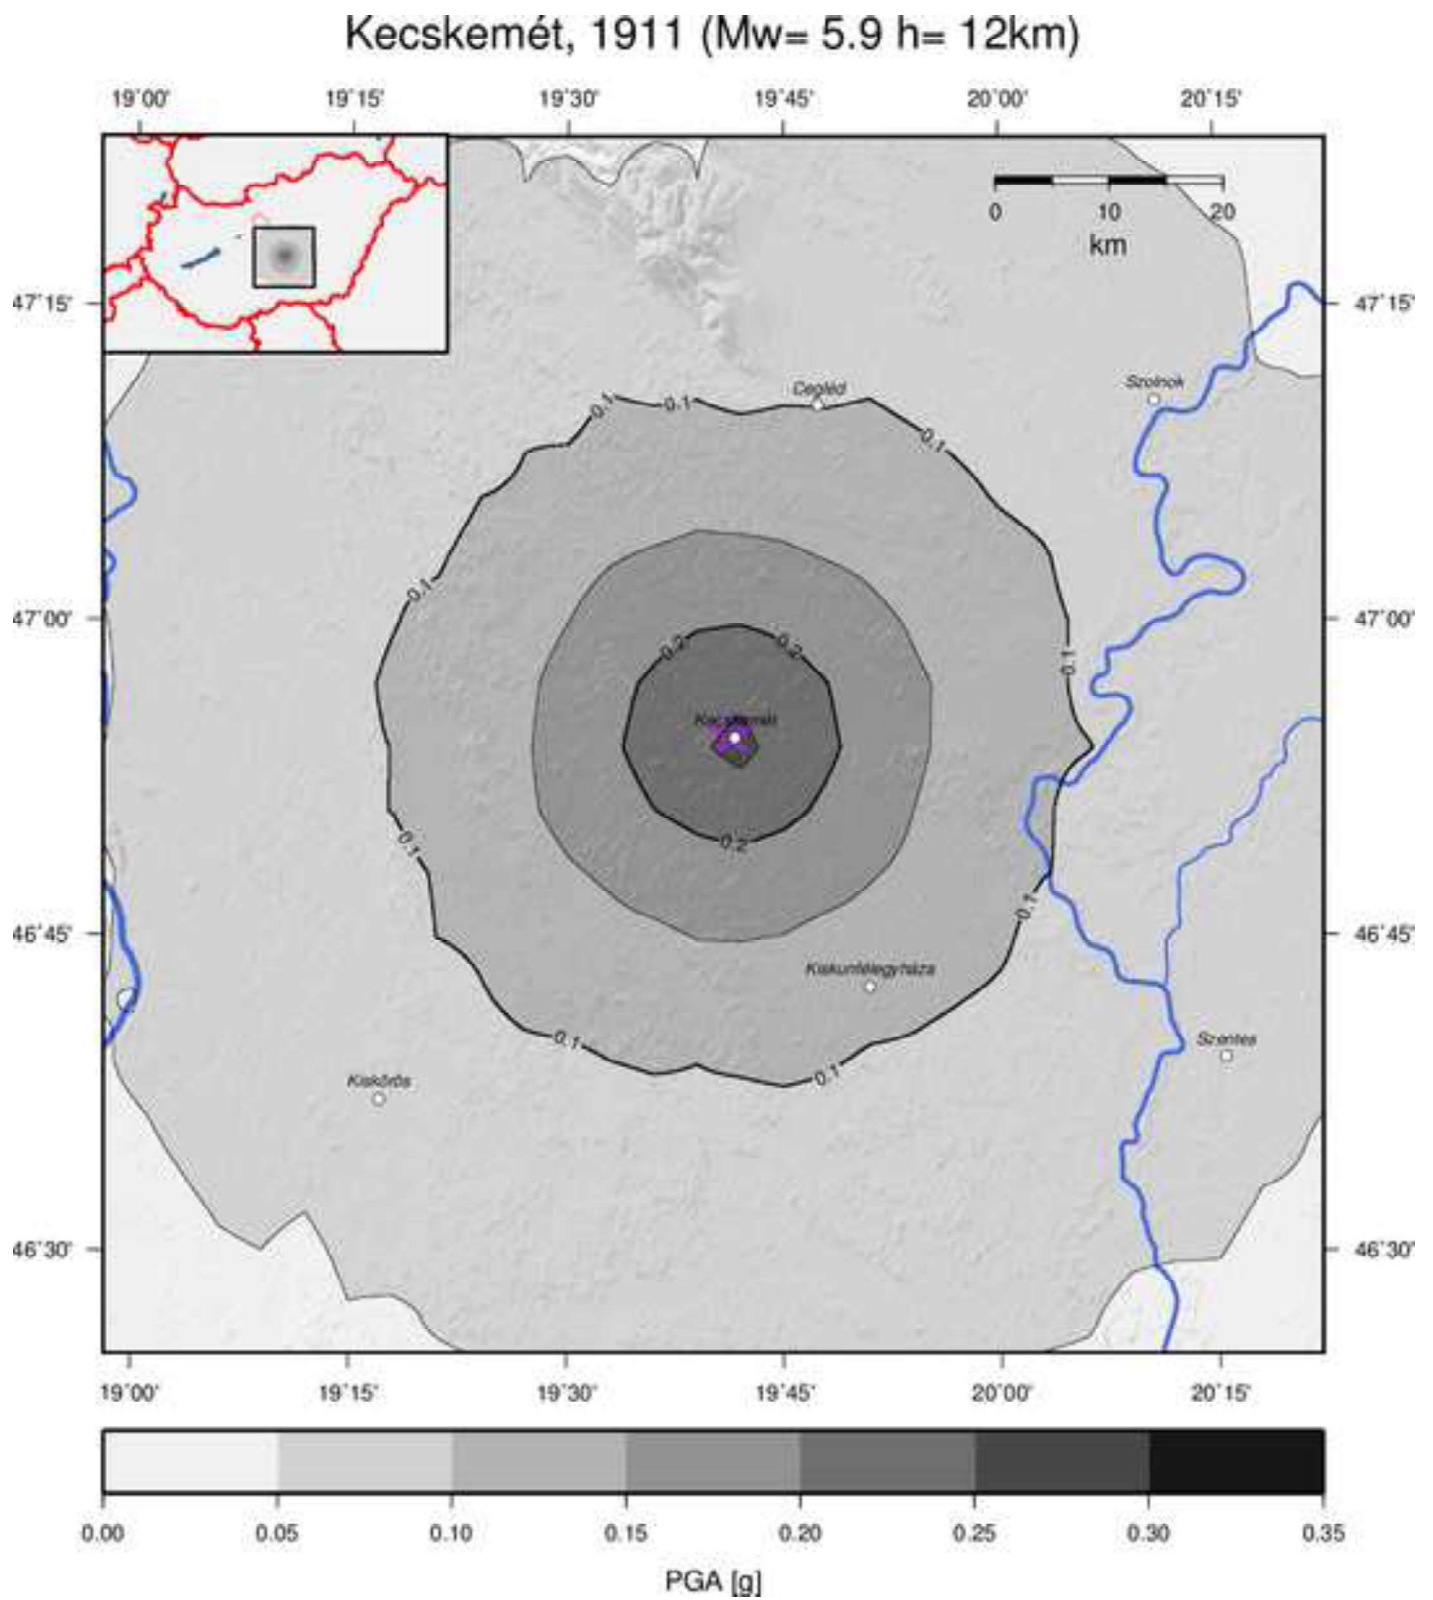 Kecskemét, 1911 (Mw= 5.9 h= 12km)
19°00' 19°15' 19°30' 19°45' 20°00' 20°15'
0 10 20
km
47°15' 47°15'
Cegléd Szolnok
0.1 0.1 0.1
0.1
47°00' 47°00'
0.2 0.2 0.1
Kecskemét
0.2 0.1
0.1
46°45' 46°45'
Kiskunfélegyháza
0.1 0.1
Szentes
Kiskőrös
46°30' 46°30'
19°00' 19°15' 19°30' 19°45' 20°00' 20°15'
0.00 0.05 0.10 0.15 0.20 0.25 0.30 0.35
PGA [g]